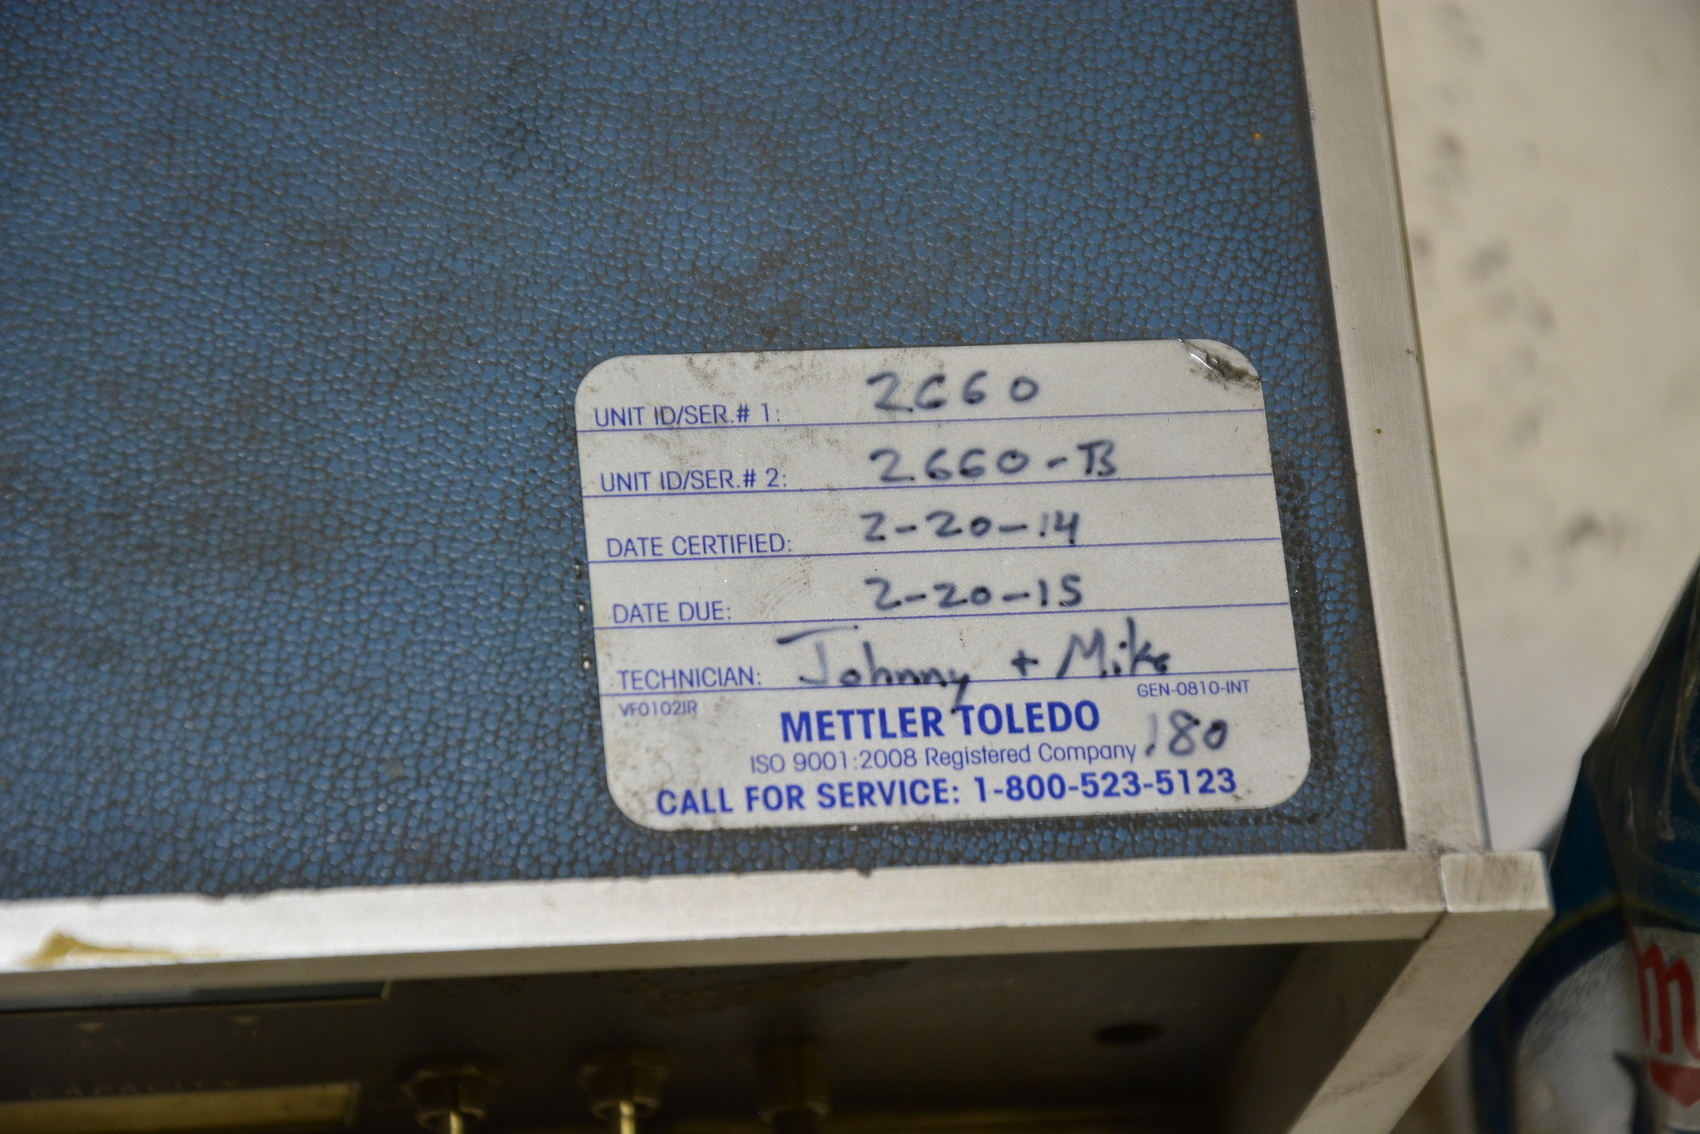 UNIT ID/SER.# 1: 2660
UNIT ID/SER.# 2: 2660-B
DATE CERTIFIED: 2-20-14
DATE DUE: 2-20-15
TECHNICIAN: Johnny + Mike
VF0102IR GEN-0810-INT
METTLER TOLEDO
ISO 9001:2008 Registered Company 180
CALL FOR SERVICE: 1-800-523-5123
CAPACITY